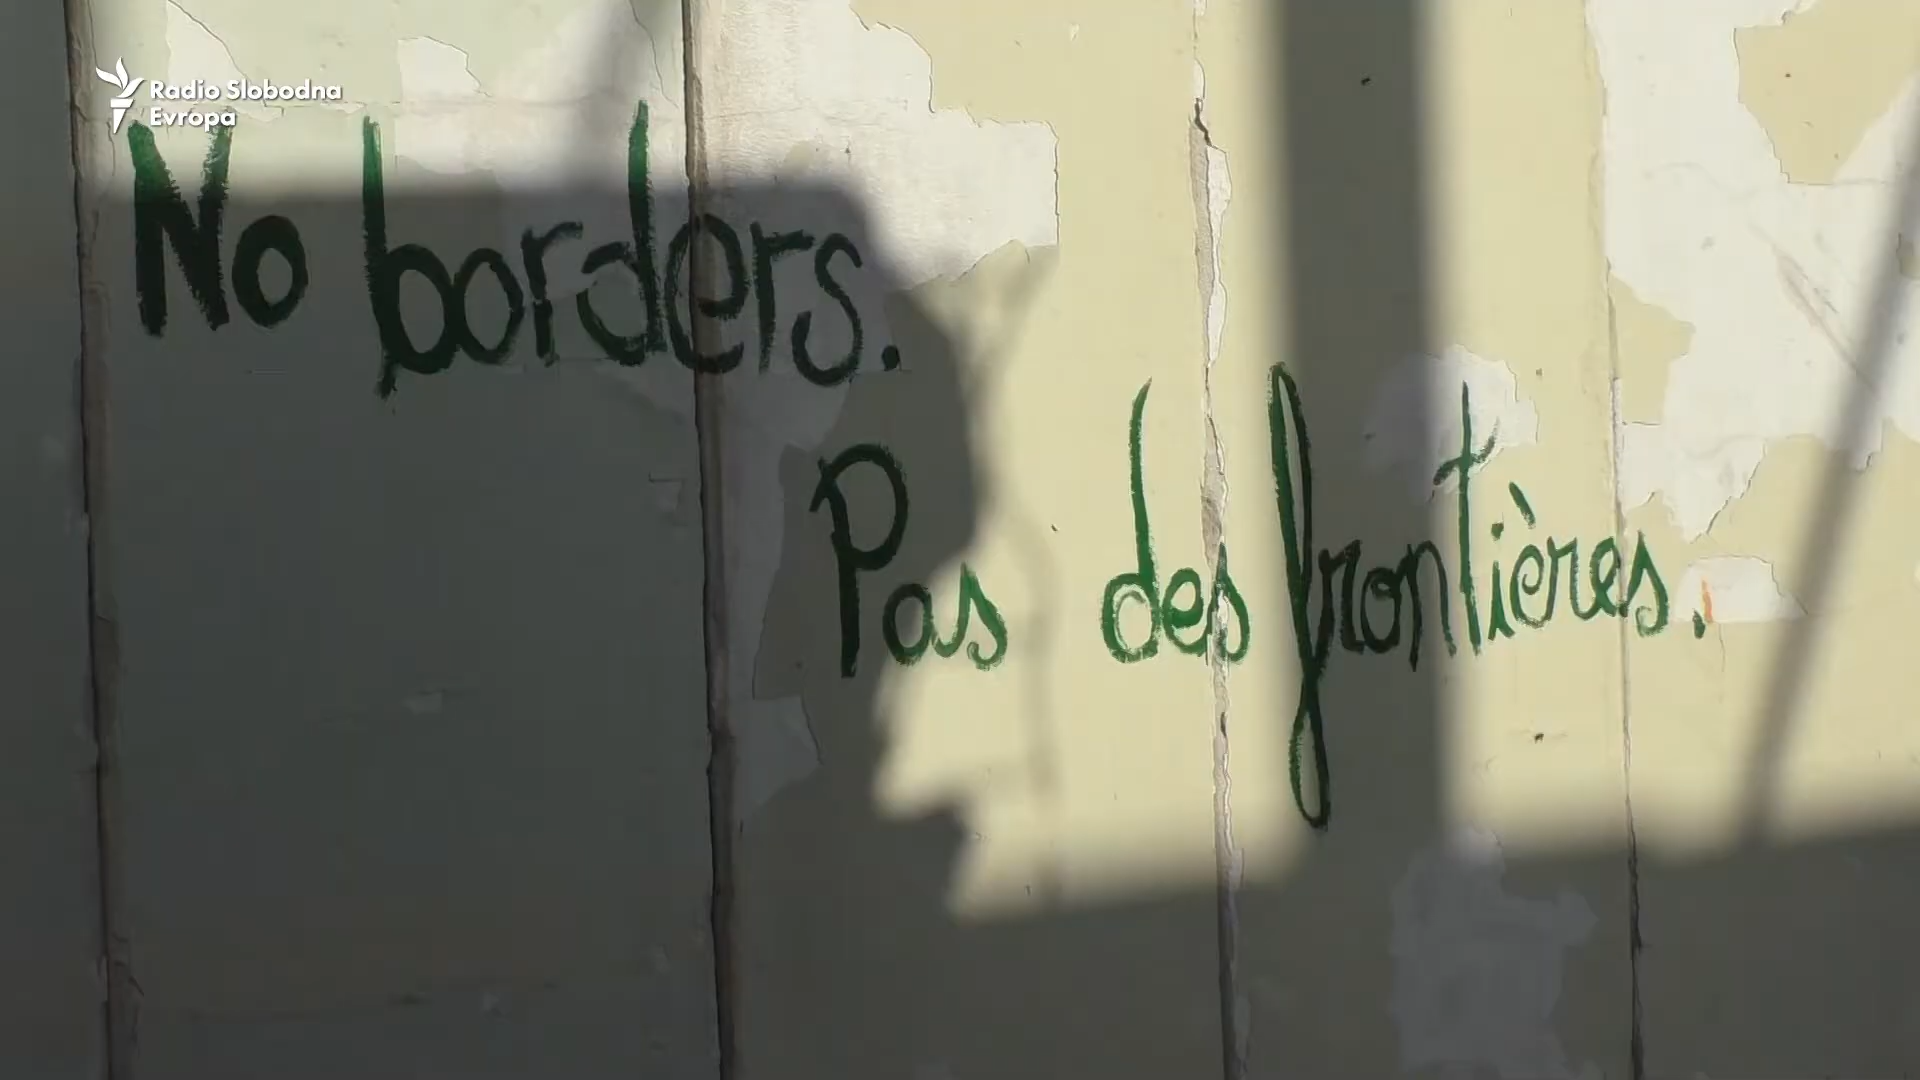 Radio Slobodna
Evropa
No borders.
Pas des frontières.